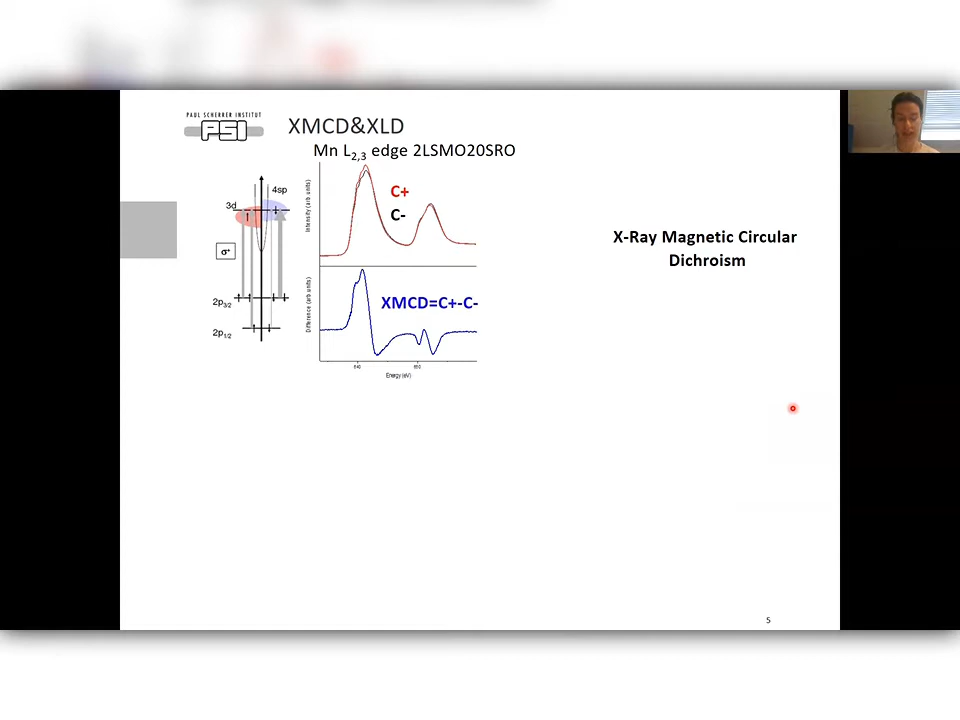 PAUL SCHERRER INSTITUT
PSI
XMCD&XLD
Mn L2,3 edge 2LSMO20SRO
4sp
3d
σ+
2p3/2
2p1/2
Intensity (arb. units)
C+
C-
Difference (arb. units)
XMCD=C+-C-
640
660
Energy (eV)
X-Ray Magnetic Circular
Dichroism
5